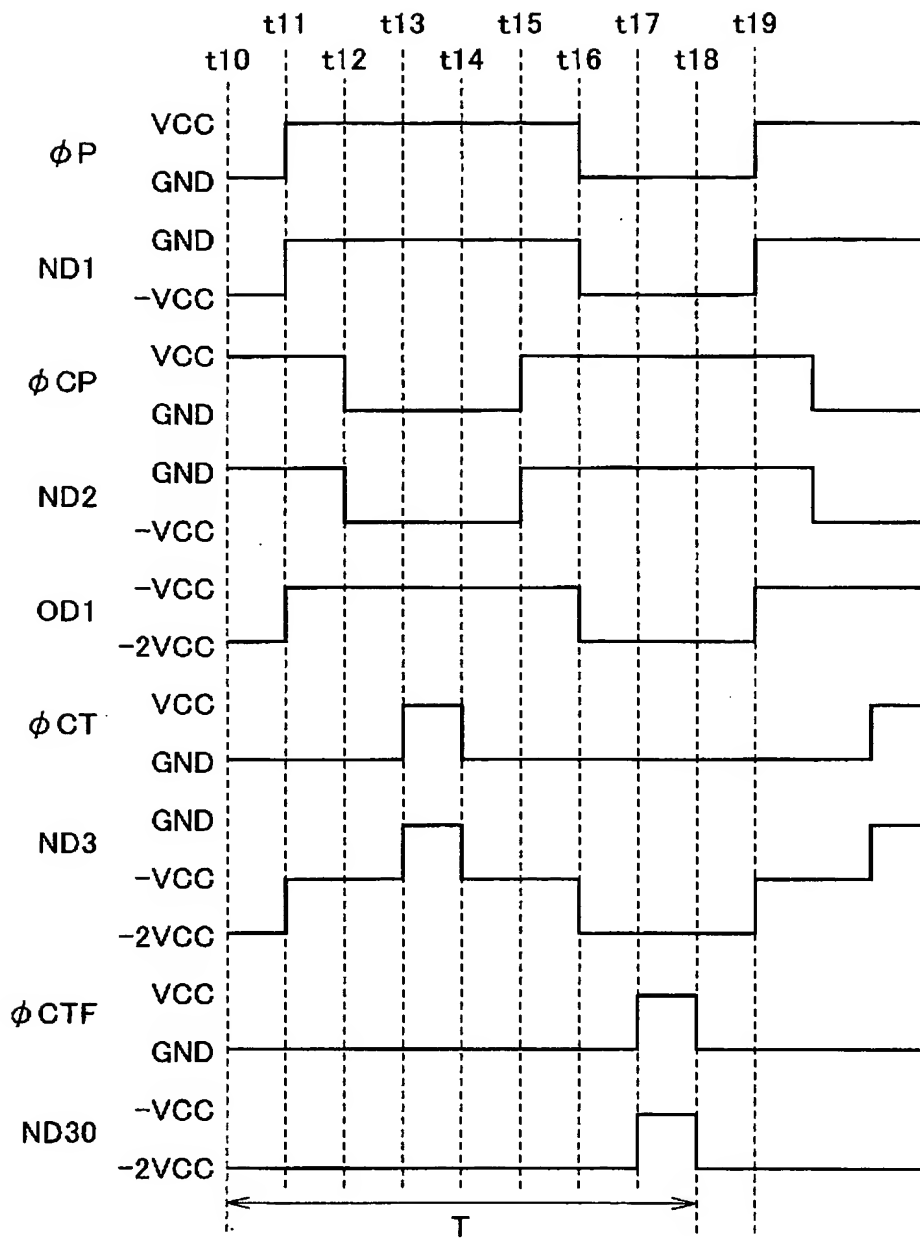 t11 t13 t15 t17 t19
t10 t12 t14 t16 t18
VCC
φP
GND
GND
ND1
-VCC
VCC
φCP
GND
GND
ND2
-VCC
-VCC
OD1
-2VCC
VCC
φCT
GND
GND
ND3
-VCC
-2VCC
VCC
φCTF
GND
-VCC
ND30
-2VCC
T